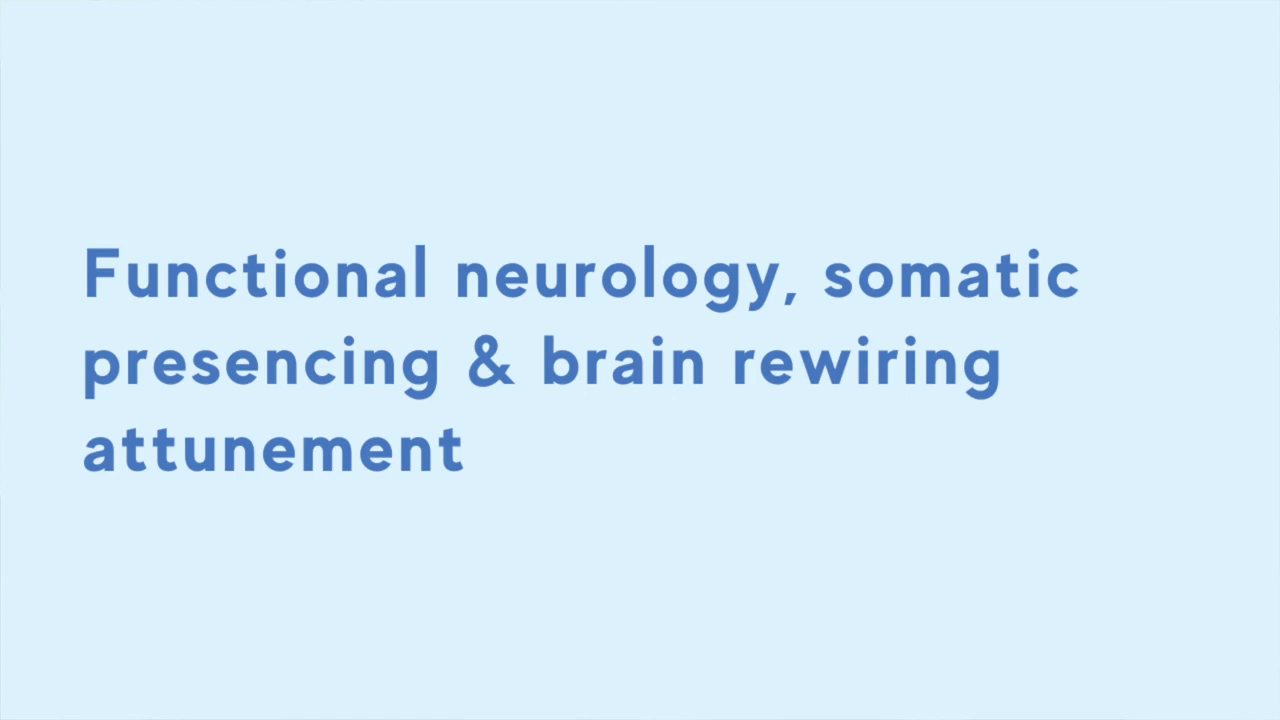 Functional neurology, somatic
presencing & brain rewiring
attunement